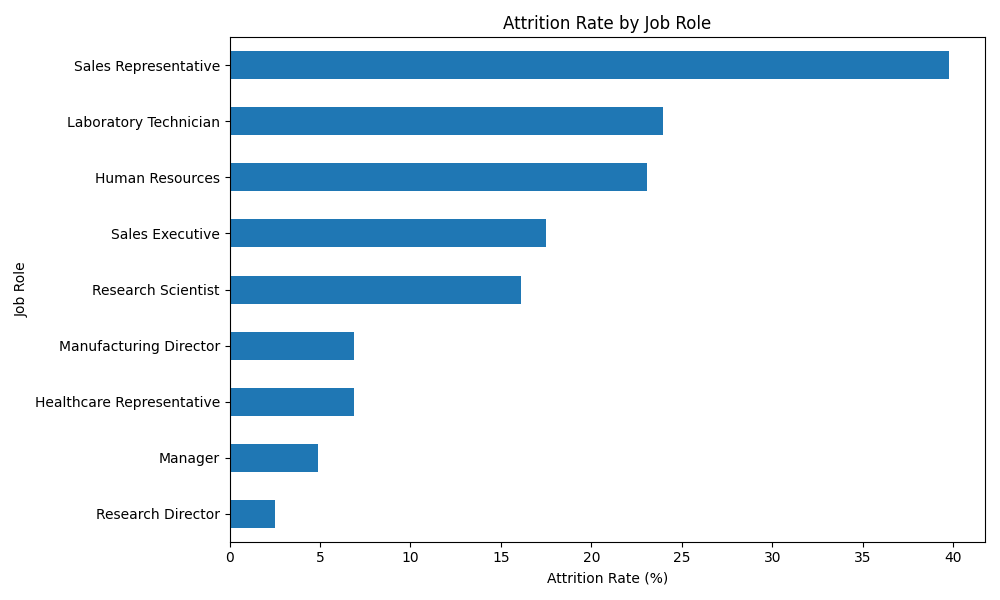 Attrition Rate by Job Role
Sales Representative
Laboratory Technician
Human Resources
Sales Executive
Research Scientist
Manufacturing Director
Healthcare Representative
Manager
Research Director
Job Role
0 5 10 15 20 25 30 35 40
Attrition Rate (%)